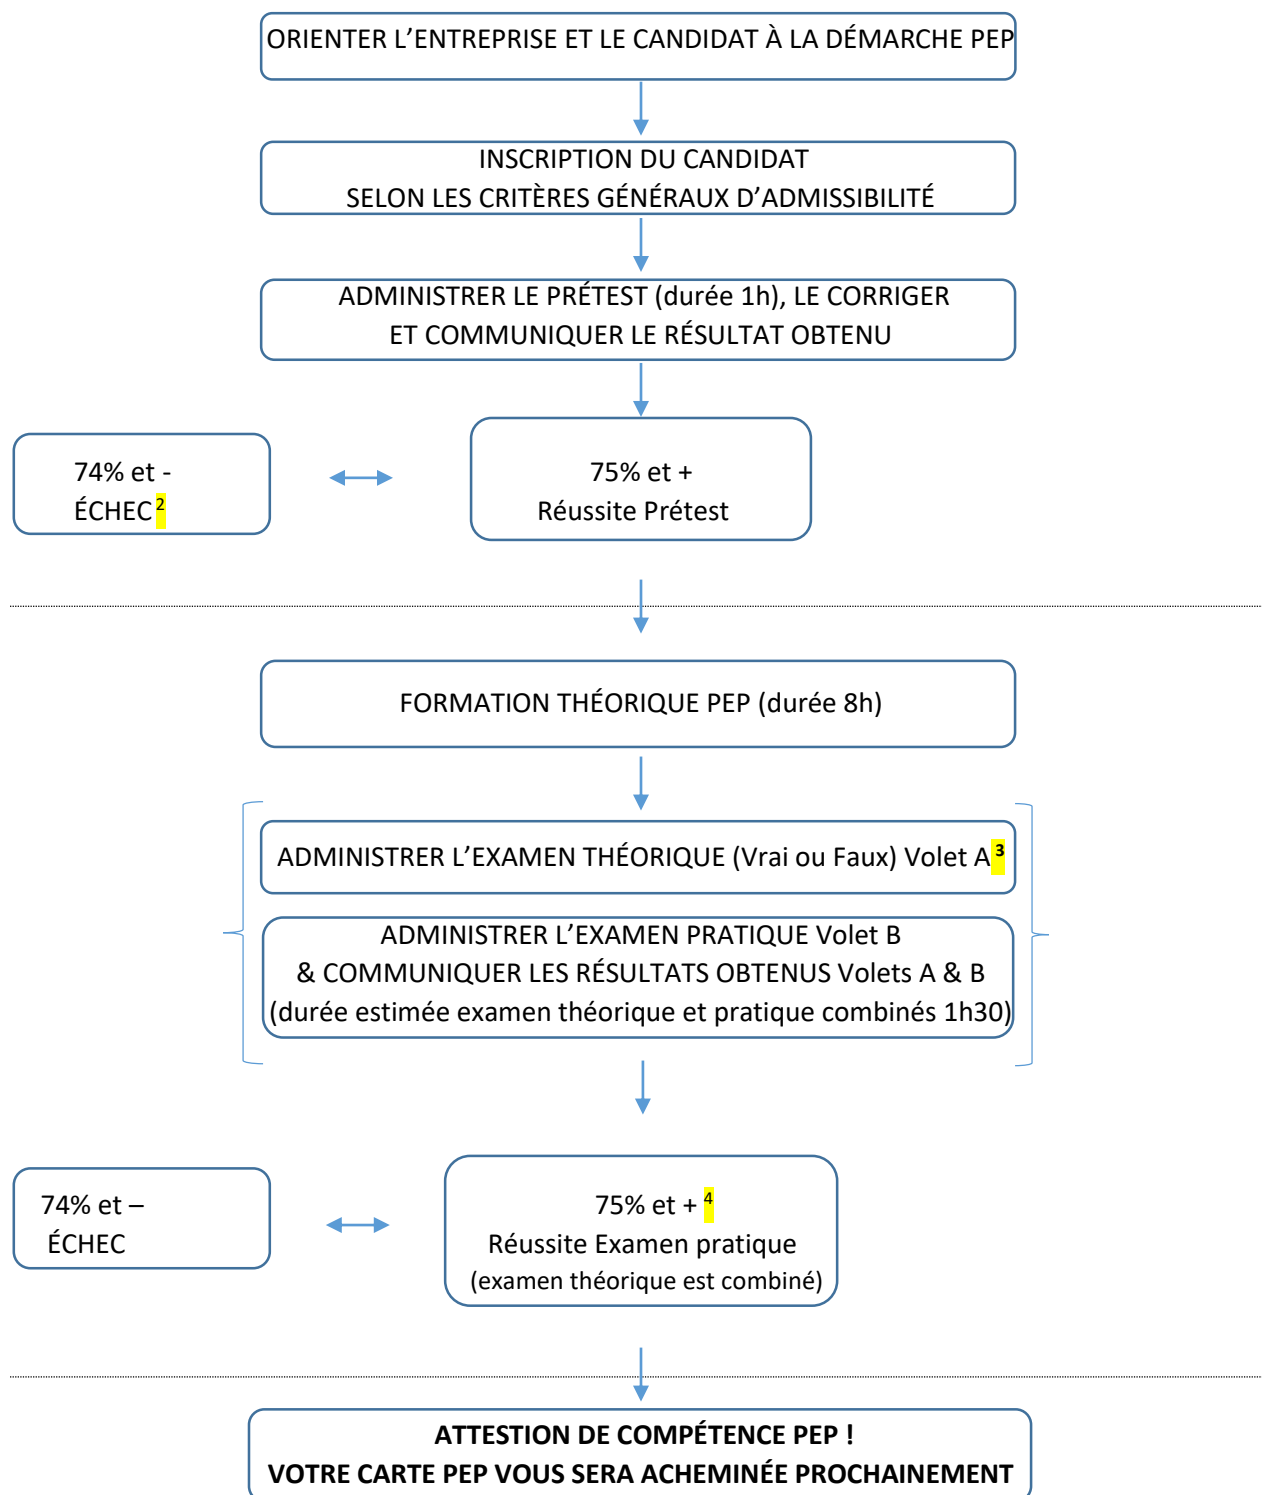 ORIENTER L’ENTREPRISE ET LE CANDIDAT À LA DÉMARCHE PEP
INSCRIPTION DU CANDIDAT
SELON LES CRITÈRES GÉNÉRAUX D’ADMISSIBILITÉ
ADMINISTRER LE PRÉTEST (durée 1h), LE CORRIGER
ET COMMUNIQUER LE RÉSULTAT OBTENU
74% et -
ÉCHEC 2
75% et +
Réussite Prétest
FORMATION THÉORIQUE PEP (durée 8h)
ADMINISTRER L’EXAMEN THÉORIQUE (Vrai ou Faux) Volet A 3
ADMINISTRER L’EXAMEN PRATIQUE Volet B
& COMMUNIQUER LES RÉSULTATS OBTENUS Volets A & B
(durée estimée examen théorique et pratique combinés 1h30)
74% et –
ÉCHEC
75% et + 4
Réussite Examen pratique
(examen théorique est combiné)
ATTESTION DE COMPÉTENCE PEP !
VOTRE CARTE PEP VOUS SERA ACHEMINÉE PROCHAINEMENT